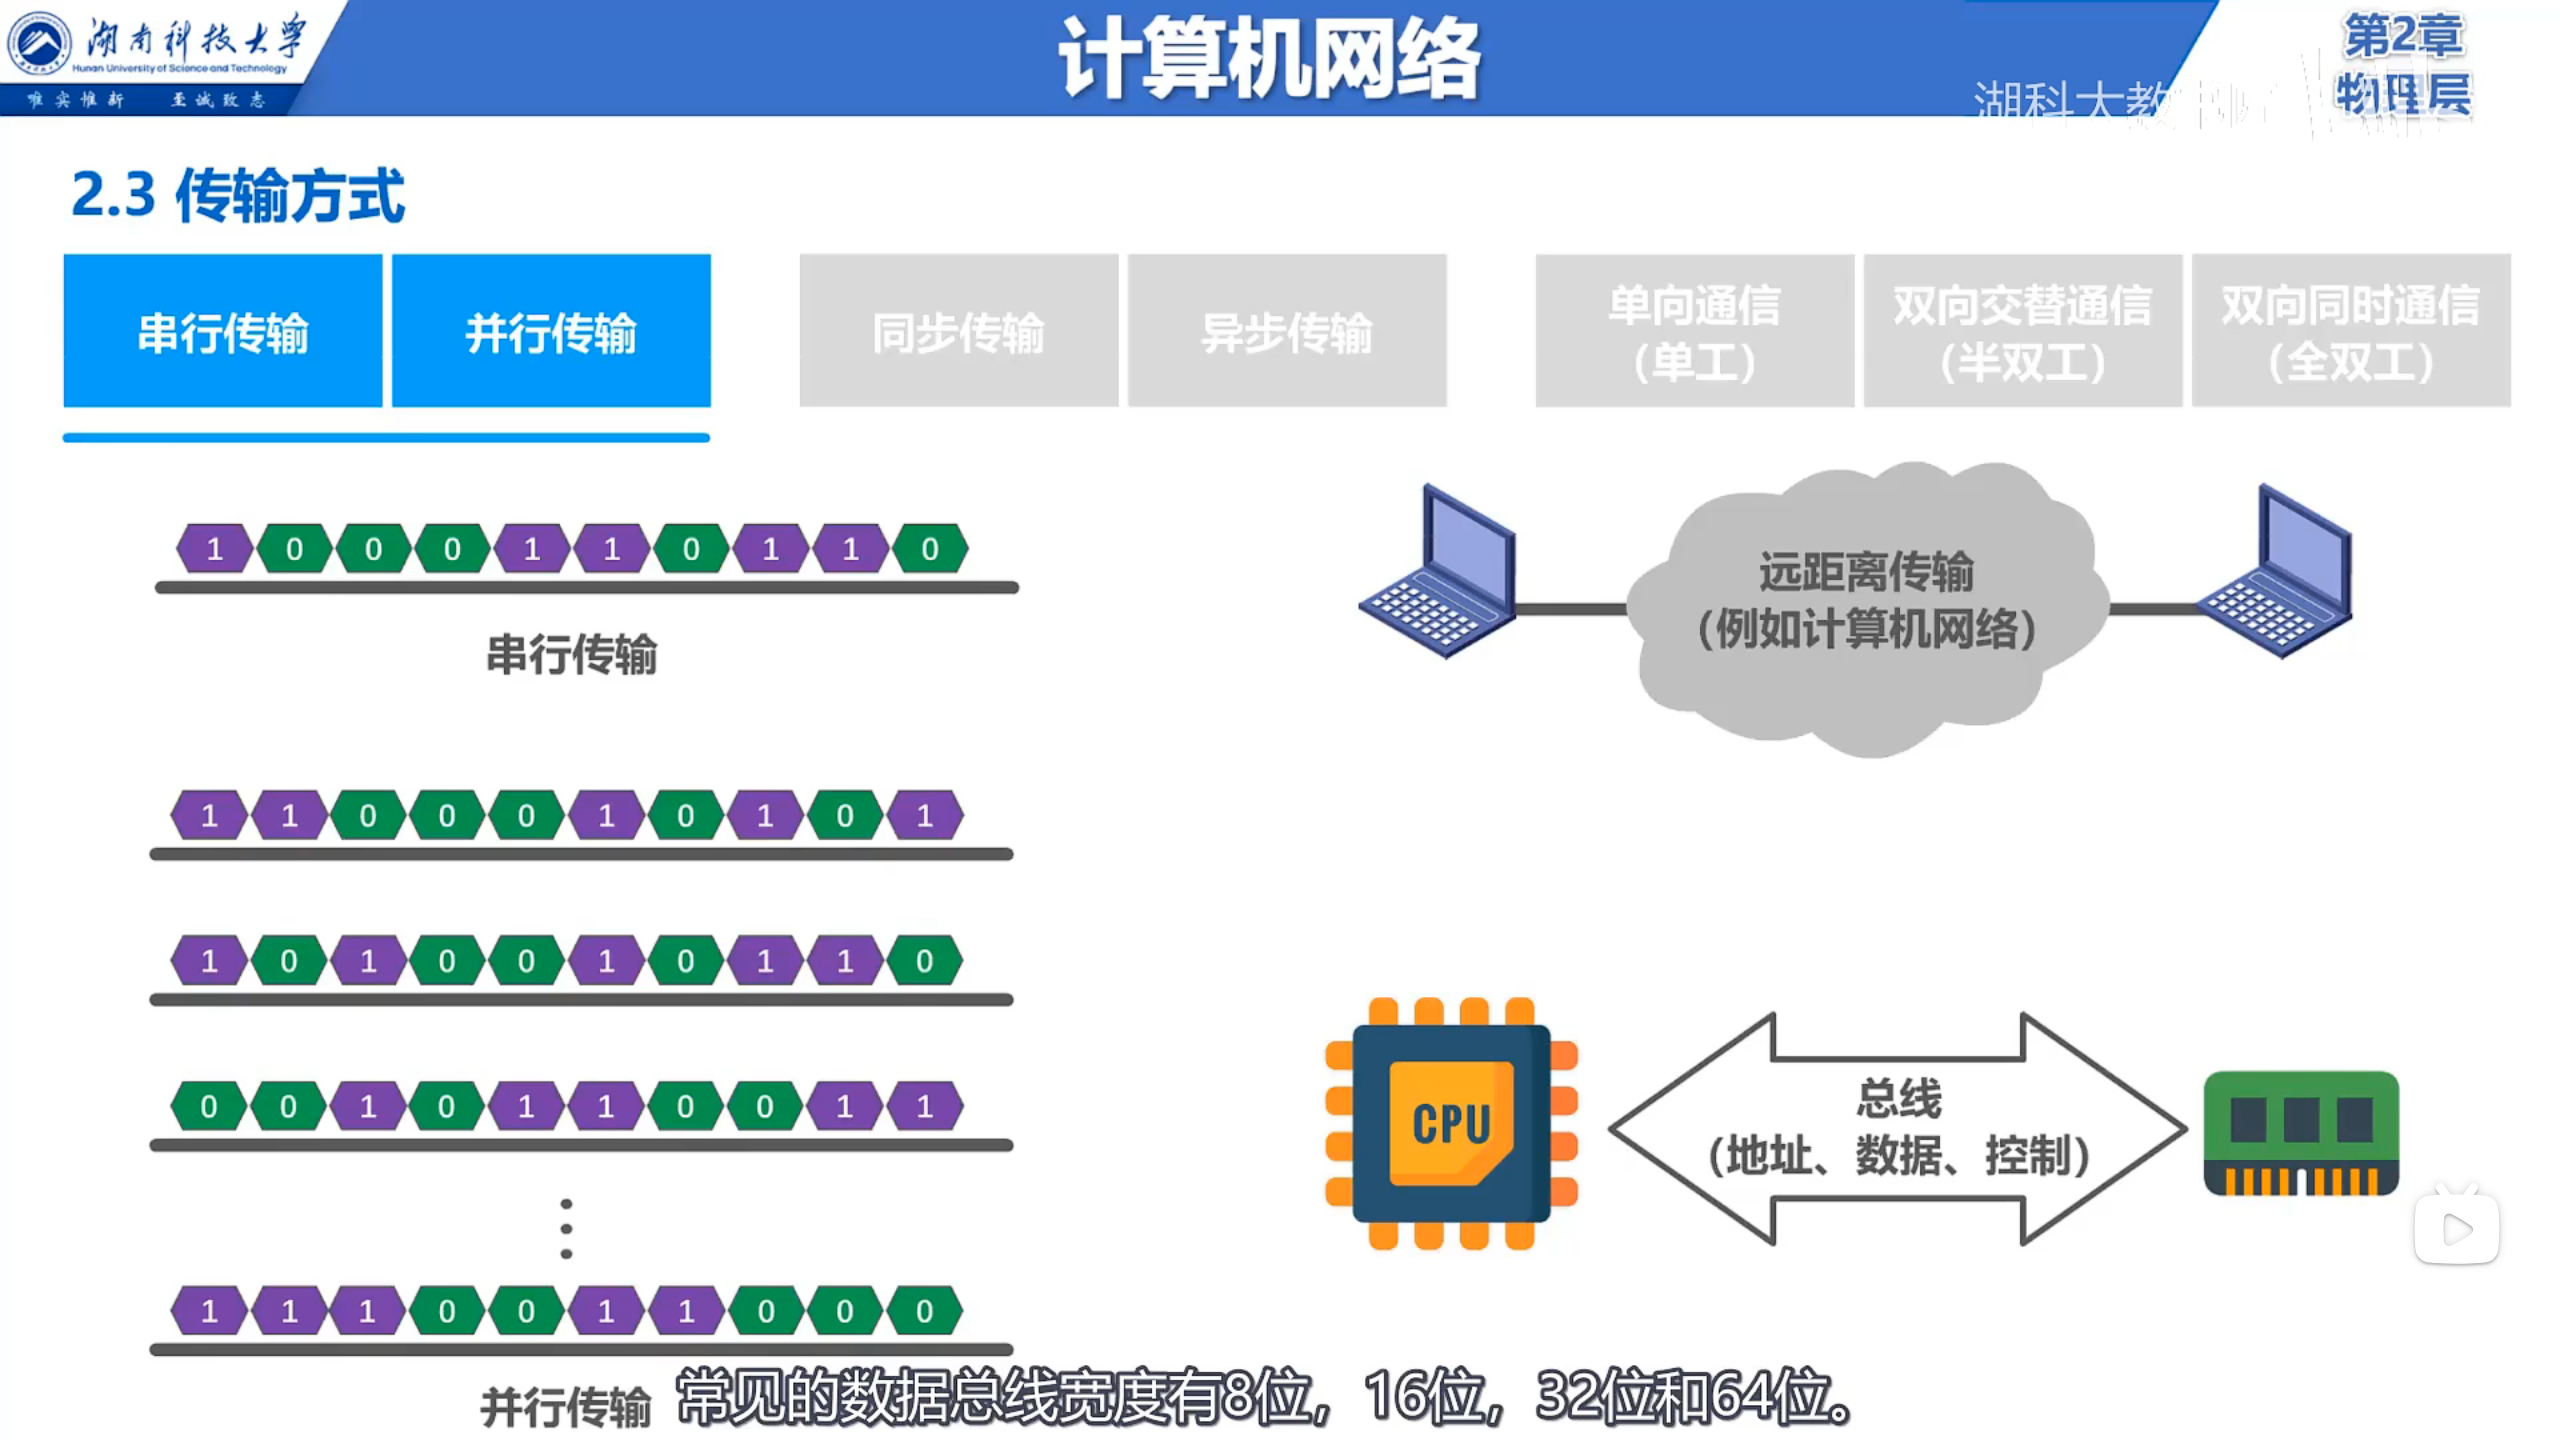 湖南科技大学
Hunan University of Science and Technology
唯实惟新 至诚致志
计算机网络
第2章
物理层
湖科大教
2.3 传输方式
串行传输
并行传输
同步传输
异步传输
单向通信
（单工）
双向交替通信
（半双工）
双向同时通信
（全双工）
1 0 0 0 1 1 0 1 1 0
串行传输
远距离传输
（例如计算机网络）
1 1 0 0 0 1 0 1 0 1
1 0 1 0 0 1 0 1 1 0
0 0 1 0 1 1 0 0 1 1
1 1 1 0 0 1 1 0 0 0
并行传输
CPU
总线
（地址、数据、控制）
常见的数据总线宽度有8位，16位，32位和64位。